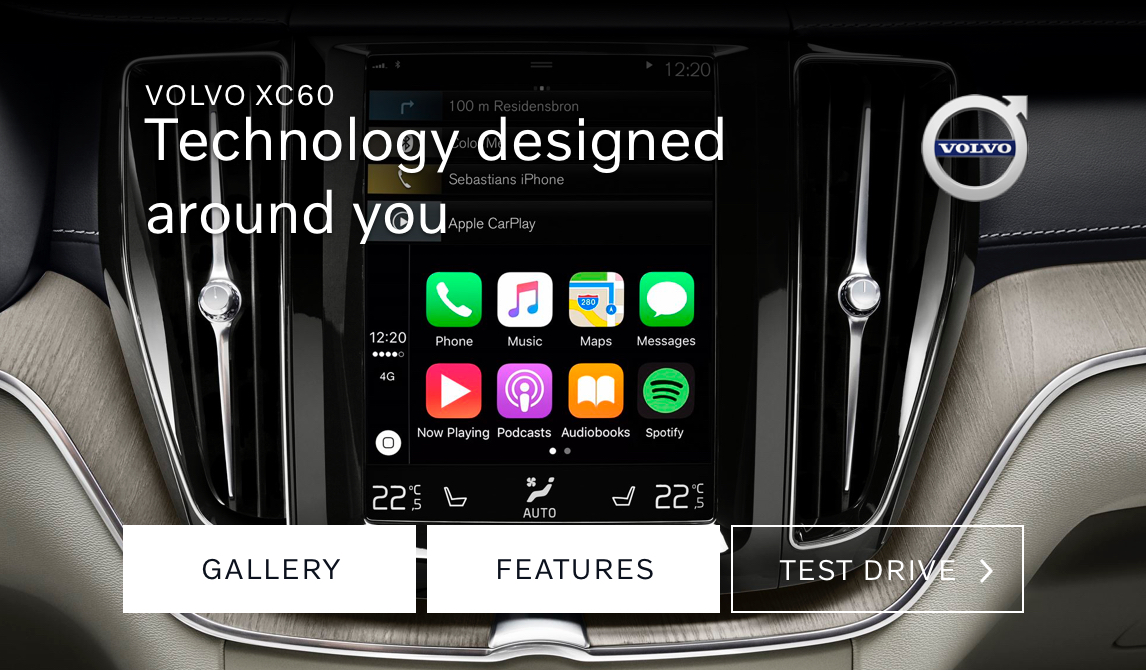 12:20
VOLVO XC60
100 m Residensbron
Technology designed
Sebastians iPhone
around you
Apple CarPlay
VOLVO
280
12:20
4G
Phone
Music
Maps
Messages
Now Playing
Podcasts
Audiobooks
Spotify
22,5°C
AUTO
22,5°C
GALLERY
FEATURES
TEST DRIVE